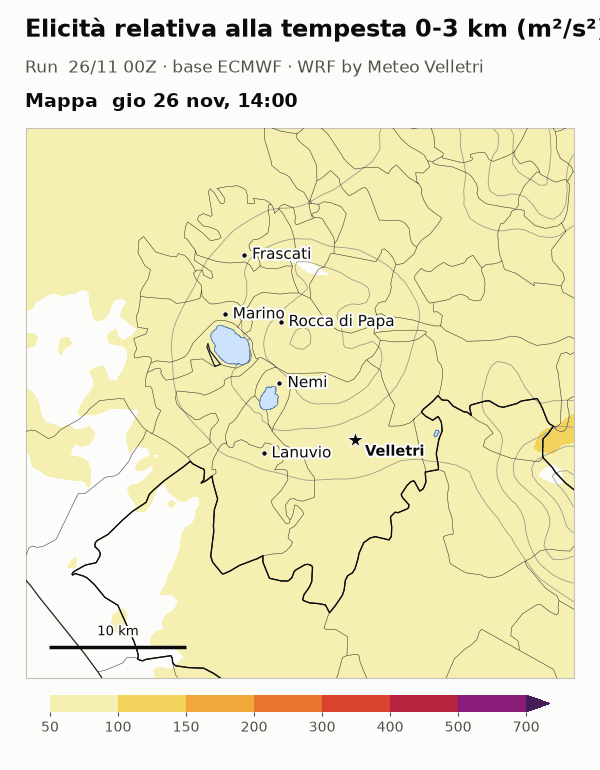 Elicità relativa alla tempesta 0-3 km (m²/s²)
Run  26/11 00Z · base ECMWF · WRF by Meteo Velletri
Mappa  gio 26 nov, 14:00
Frascati
Marino
Rocca di Papa
Nemi
Velletri
Lanuvio
10 km
50 100 150 200 300 400 500 700